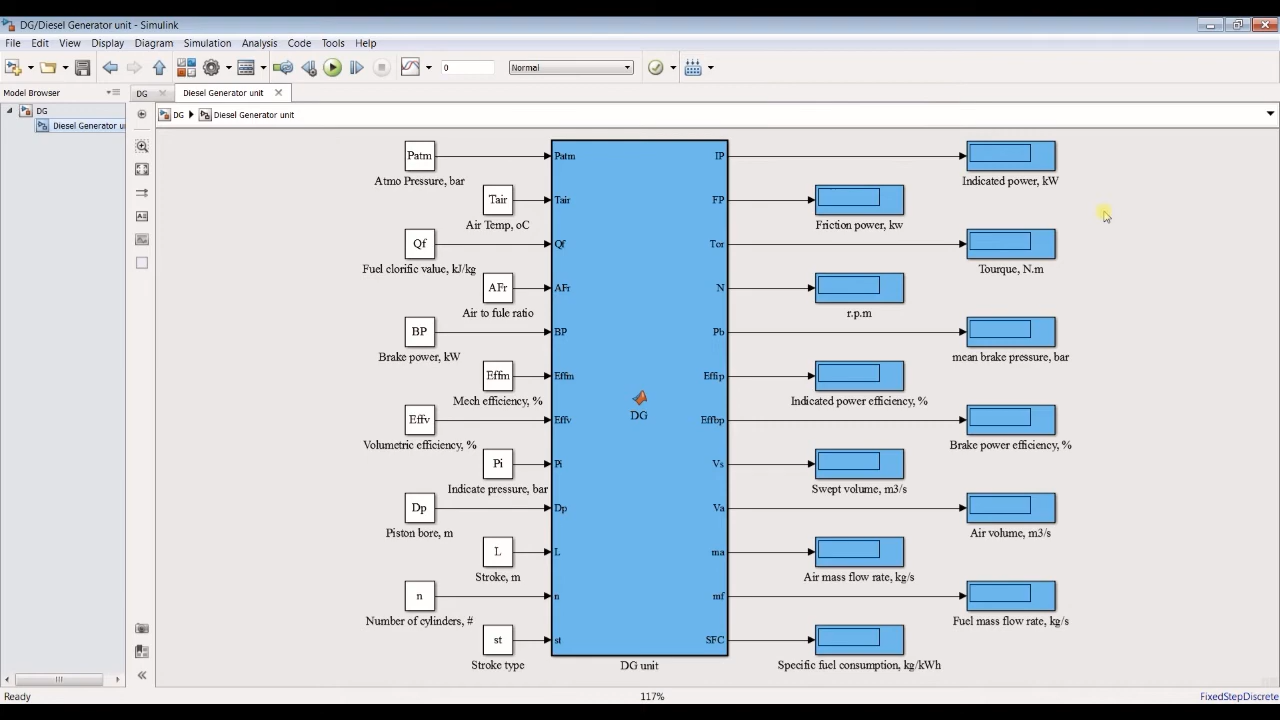 DG/Diesel Generator unit - Simulink
File Edit View Display Diagram Simulation Analysis Code Tools Help
0 Normal
Model Browser
DG
Diesel Generator unit
DG
Diesel Generator u
DG Diesel Generator unit
Patm Patm IP
Atmo Pressure, bar Indicated power, kW
Tair Tair FP
Air Temp, oC Friction power, kw
Qf Qf Tor
Fuel clorific value, kJ/kg Tourque, N.m
AFr AFr N
Air to fule ratio r.p.m
BP BP Pb
Brake power, kW mean brake pressure, bar
Effm Effm Effip
Mech efficiency, % Indicated power efficiency, %
DG
Effv Effv Effbp
Volumetric efficiency, % Brake power efficiency, %
Pi Pi Vs
Indicate pressure, bar Swept volume, m3/s
Dp Dp Va
Piston bore, m Air volume, m3/s
L L ma
Stroke, m Air mass flow rate, kg/s
n n mf
Number of cylinders, # Fuel mass flow rate, kg/s
st st SFC
Stroke type DG unit Specific fuel consumption, kg/kWh
Ready 117% FixedStepDiscrete